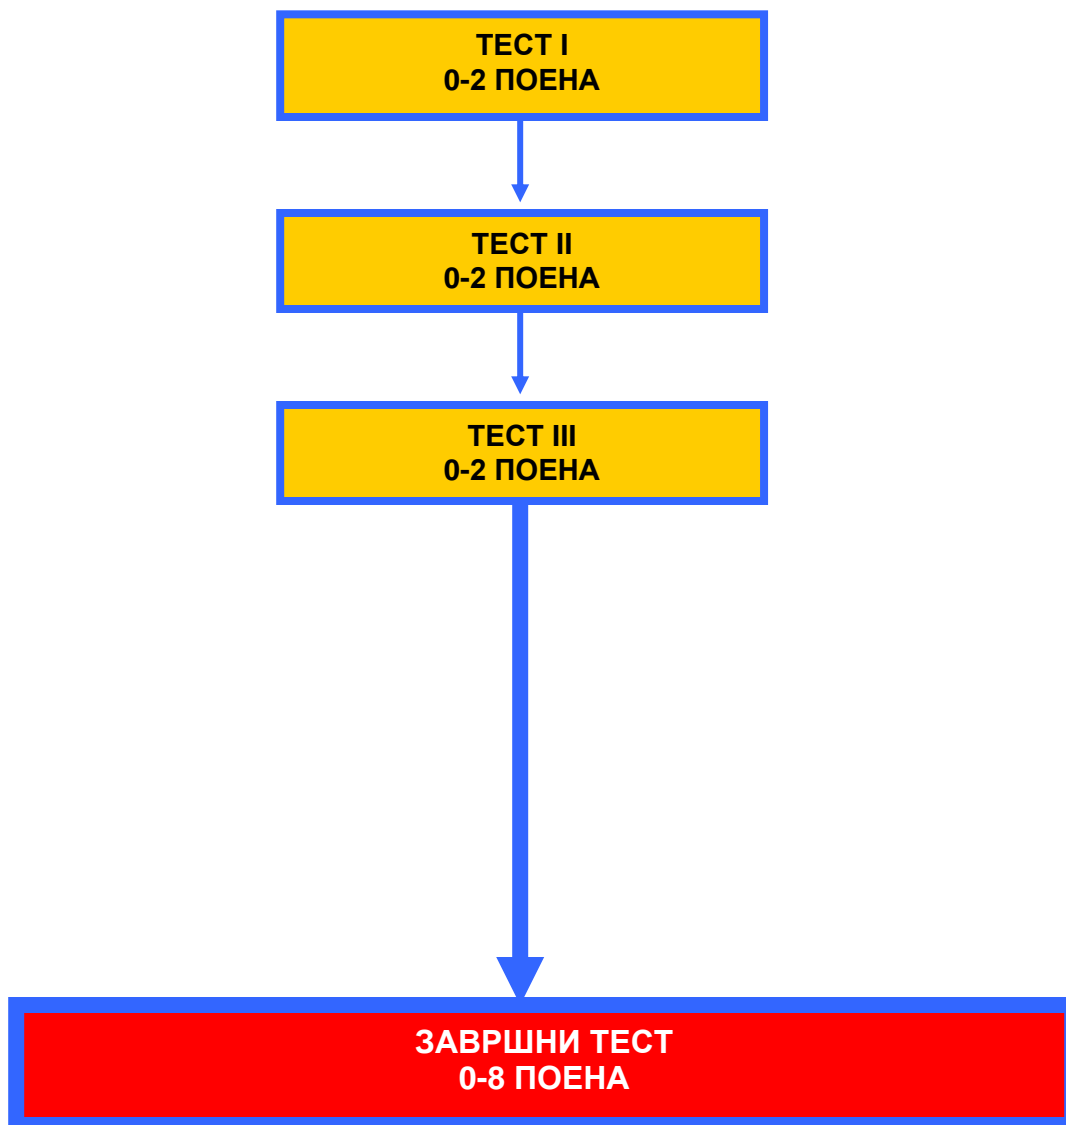 ТЕСТ I
0-2 ПОЕНА
ТЕСТ II
0-2 ПОЕНА
ТЕСТ III
0-2 ПОЕНА
ЗАВРШНИ ТЕСТ
0-8 ПОЕНА